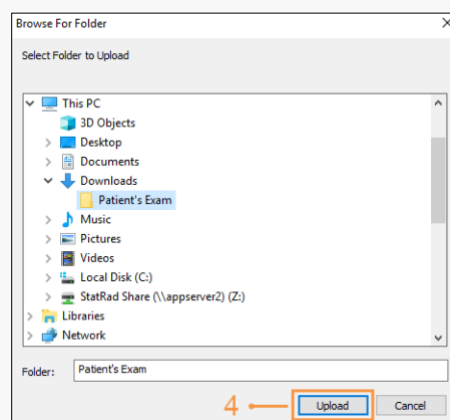 Browse For Folder
Select Folder to Upload
This PC
3D Objects
Desktop
Documents
Downloads
Patient's Exam
Music
Pictures
Videos
Local Disk (C:)
StatRad Share (\\appserver2) (Z:)
Libraries
Network
Folder: Patient's Exam
4 Upload Cancel